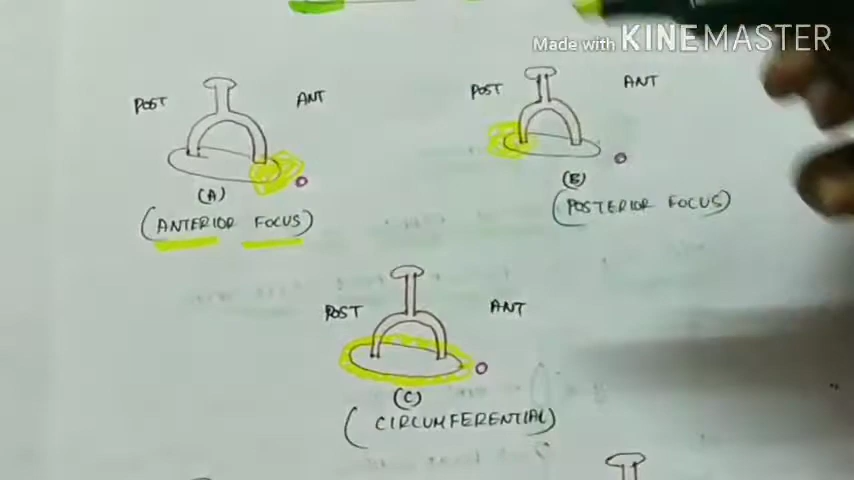 Made with KINEMASTER
POST ANT
POST ANT
(A)
(ANTERIOR FOCUS)
(B)
(POSTERIOR FOCUS)
POST ANT
(C)
(CIRCUMFERENTIAL)